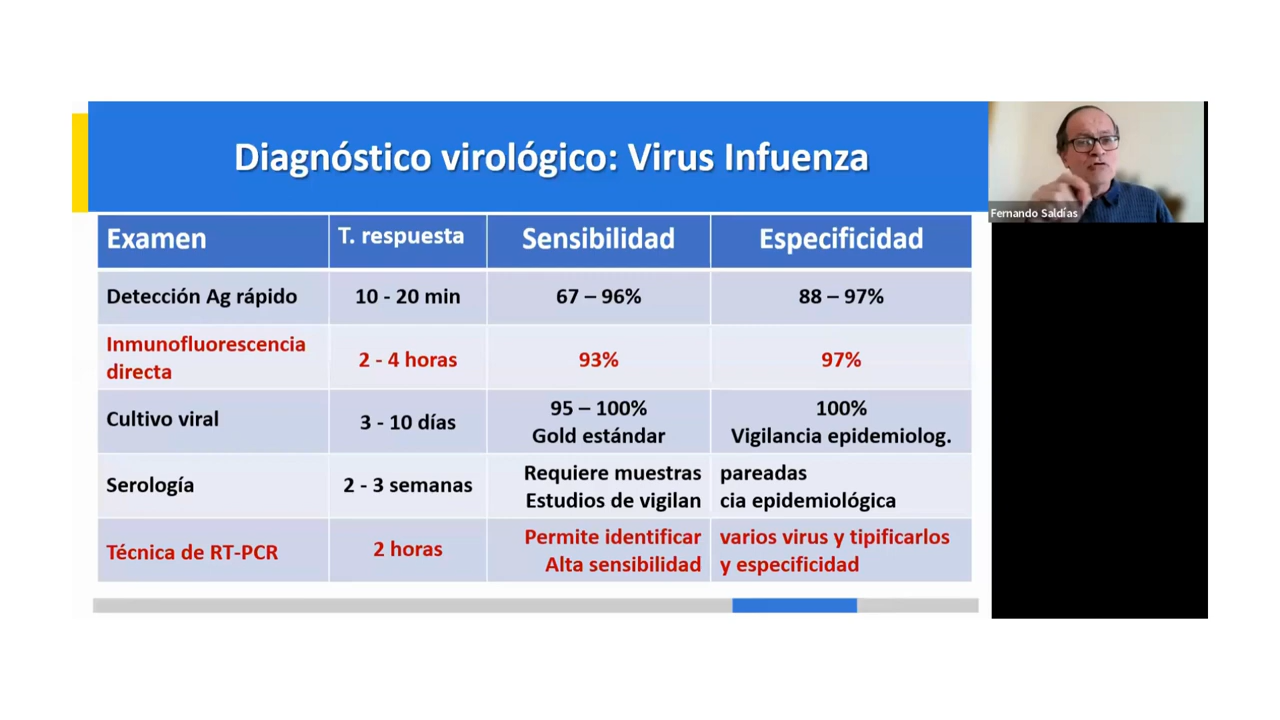 Diagnóstico virológico: Virus Infuenza
Fernando Saldías
Examen T. respuesta Sensibilidad Especificidad
Detección Ag rápido 10 - 20 min 67 – 96% 88 – 97%
Inmunofluorescencia
directa 2 - 4 horas 93% 97%
Cultivo viral 3 - 10 días 95 – 100% 100%
Gold estándar Vigilancia epidemiolog.
Serología 2 - 3 semanas Requiere muestras pareadas
Estudios de vigilan cia epidemiológica
Técnica de RT-PCR 2 horas Permite identificar varios virus y tipificarlos
Alta sensibilidad y especificidad